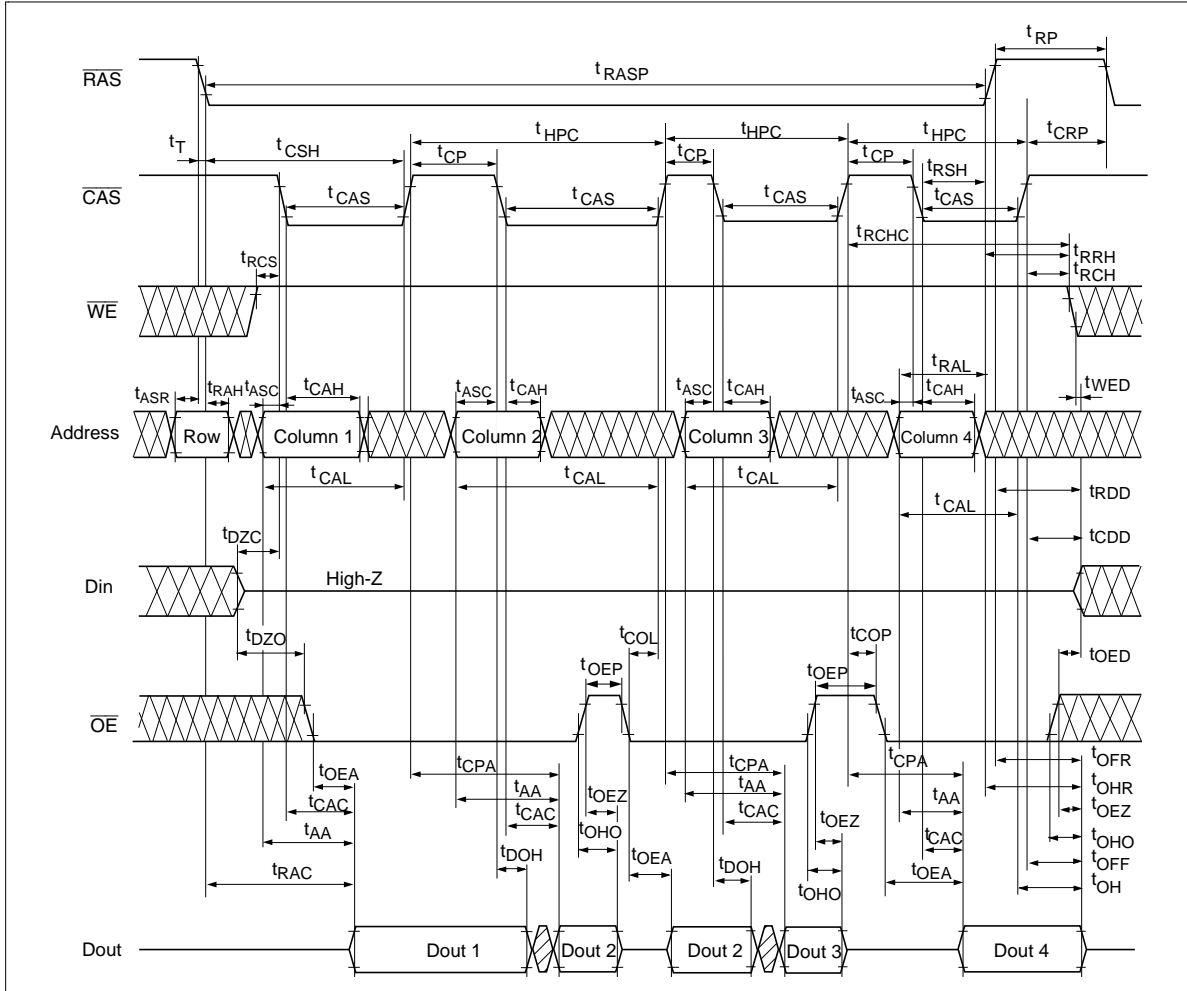 tRP
RAS
tRASP
tT
tCSH
tHPC
tHPC
tHPC
tCRP
tCP
tCP
tCP
tRSH
CAS
tCAS
tCAS
tCAS
tCAS
tRCHC
tRCS
tRRH
tRCH
WE
tRAL
tWED
tASR
tRAH
tASC
tCAH
tASC
tCAH
tASC
tCAH
tASC
tCAH
Address
Row
Column 1
Column 2
Column 3
Column 4
tCAL
tCAL
tCAL
tCAL
tRDD
tCDD
tDZC
Din
High-Z
tDZO
tCOL
tCOP
tOED
tOEP
tOEP
OE
tOEA
tCPA
tCPA
tCPA
tOFR
tCAC
tAA
tOEZ
tAA
tOEZ
tAA
tOHR
tOEZ
tAA
tCAC
tOHO
tCAC
tCAC
tOHO
tRAC
tDOH
tOEA
tDOH
tOHO
tOEA
tOFF
tOH
Dout
Dout 1
Dout 2
Dout 2
Dout 3
Dout 4